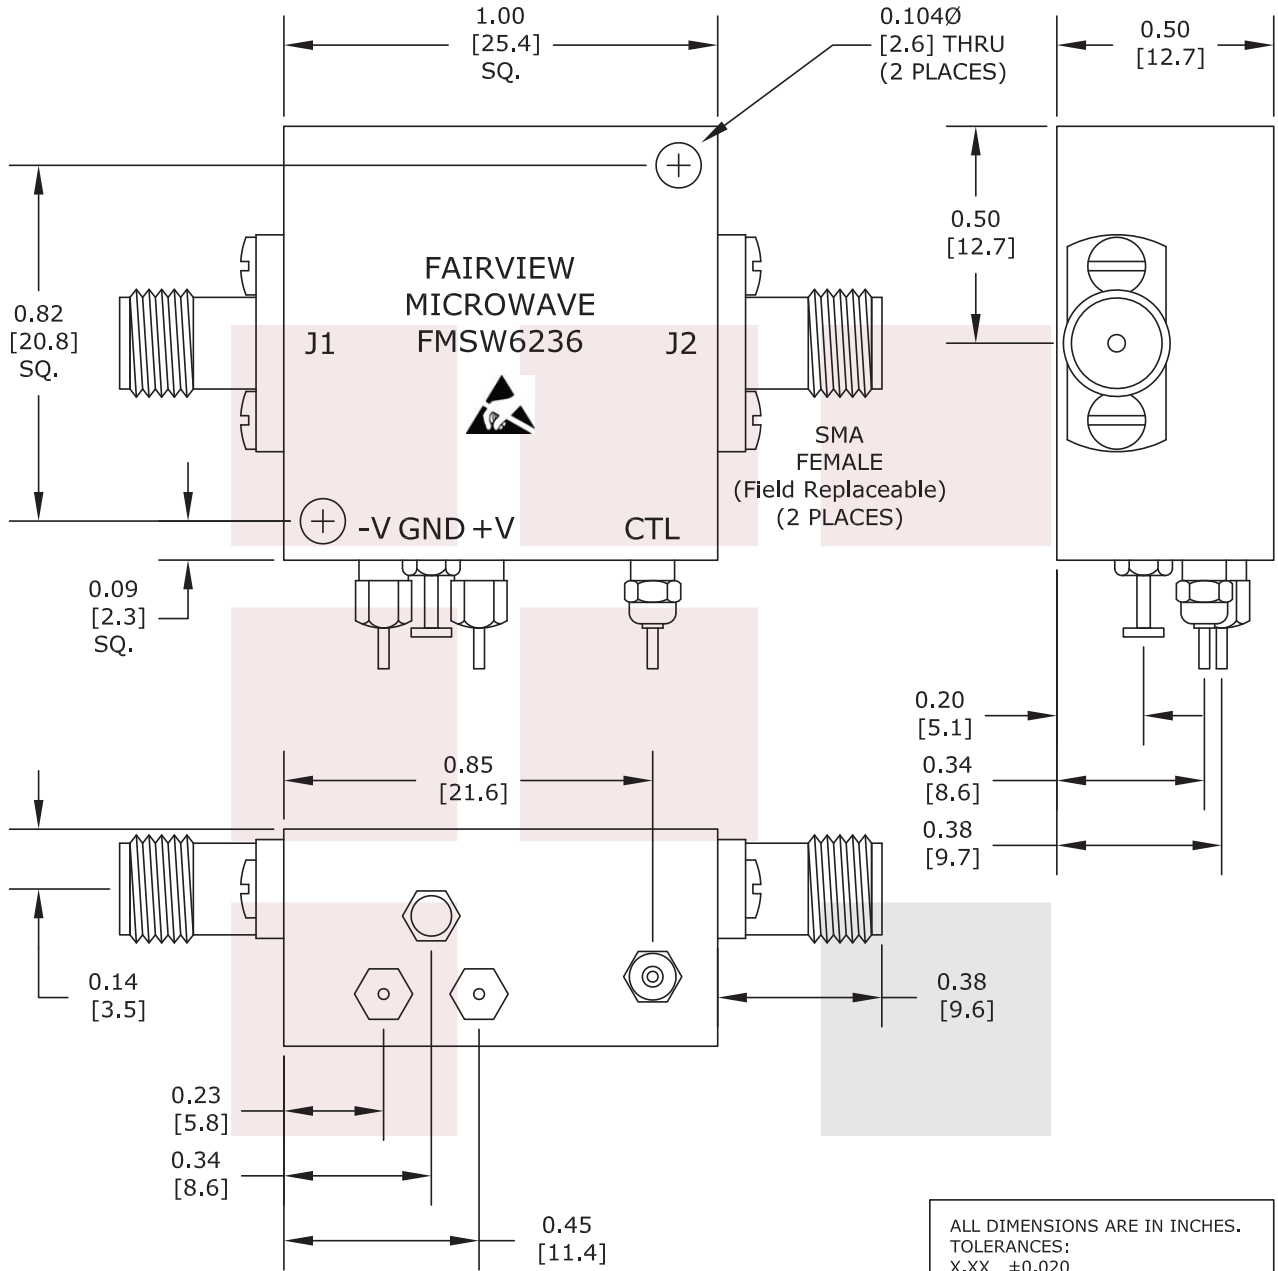 1.00
[25.4]
SQ.
0.104Ø
[2.6] THRU
(2 PLACES)
0.50
[12.7]
0.82
[20.8]
SQ.
FAIRVIEW
MICROWAVE
FMSW6236
J1
J2
0.50
[12.7]
SMA
FEMALE
(Field Replaceable)
(2 PLACES)
-V GND +V
CTL
0.09
[2.3]
SQ.
0.20
[5.1]
0.34
[8.6]
0.38
[9.7]
0.85
[21.6]
0.14
[3.5]
0.38
[9.6]
0.23
[5.8]
0.34
[8.6]
0.45
[11.4]
ALL DIMENSIONS ARE IN INCHES.
TOLERANCES:
X.XX ±0.020